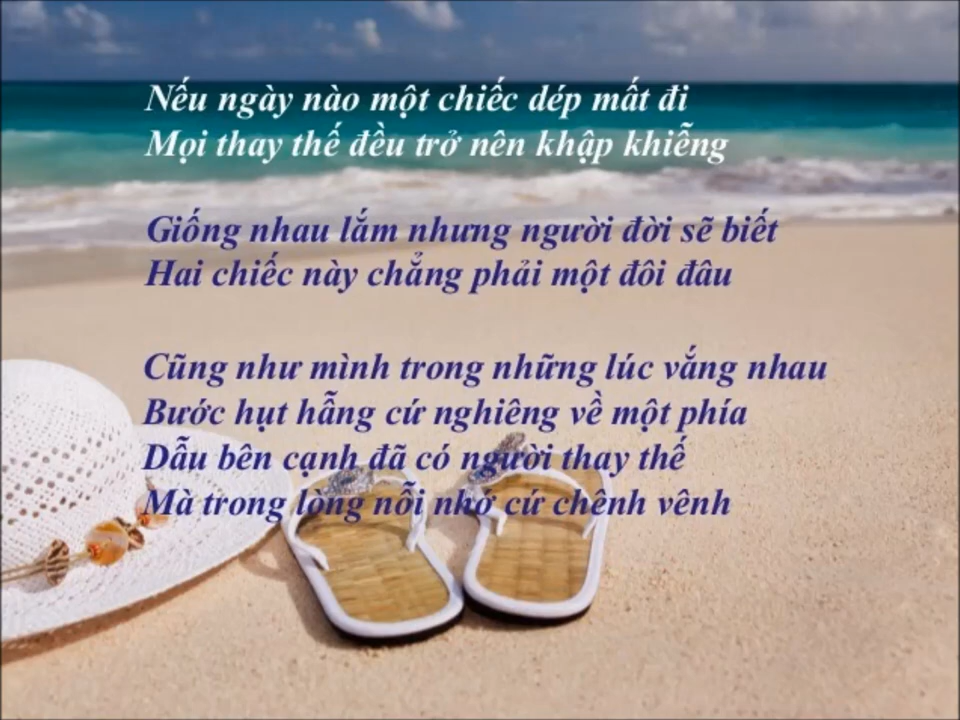 Nếu ngày nào một chiếc dép mất đi
Mọi thay thế đều trở nên khập khiễng
Giống nhau lắm nhưng người đời sẽ biết
Hai chiếc này chẳng phải một đôi đâu
Cũng như mình trong những lúc vắng nhau
Bước hụt hẫng cứ nghiêng về một phía
Dẫu bên cạnh đã có người thay thế
Mà trong lòng nỗi nhớ cứ chênh vênh